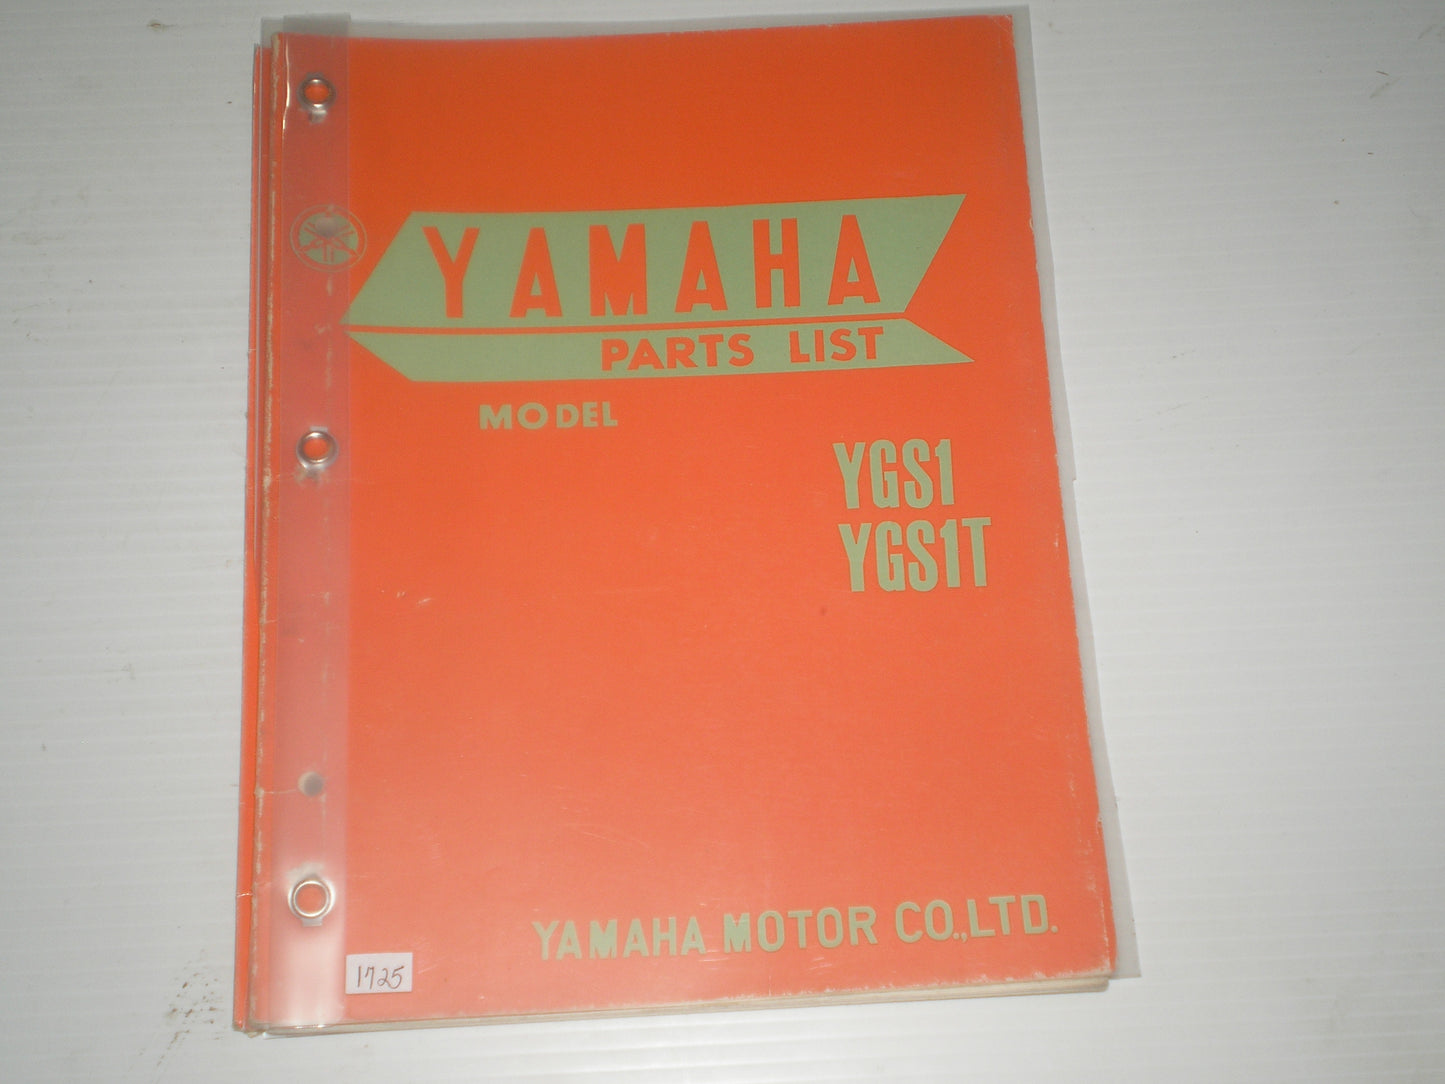 YAMAHA
PARTS LIST
MODEL
YGS1
YGS1T
YAMAHA MOTOR CO.,LTD.
1725